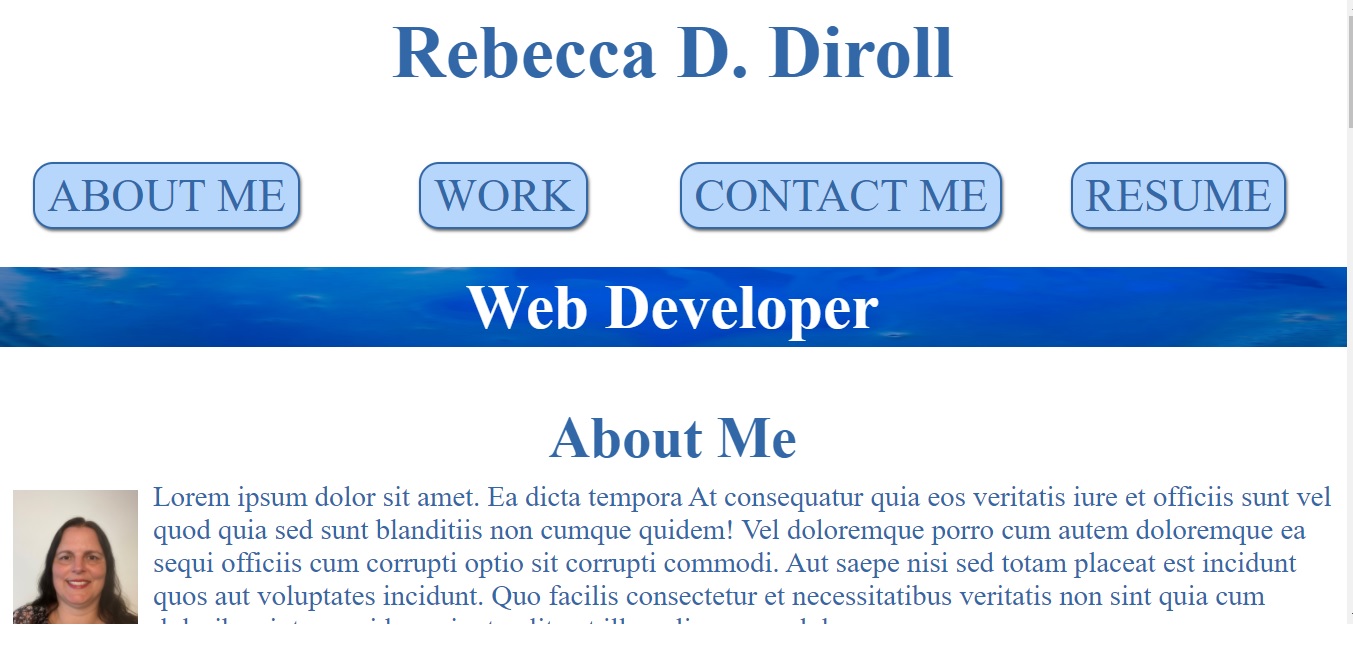 Rebecca D. Diroll
ABOUT ME WORK CONTACT ME RESUME
Web Developer
About Me
Lorem ipsum dolor sit amet. Ea dicta tempora At consequatur quia eos veritatis iure et officiis sunt vel
quod quia sed sunt blanditiis non cumque quidem! Vel doloremque porro cum autem doloremque ea
sequi officiis cum corrupti optio sit corrupti commodi. Aut saepe nisi sed totam placeat est incidunt
quos aut voluptates incidunt. Quo facilis consectetur et necessitatibus veritatis non sint quia cum